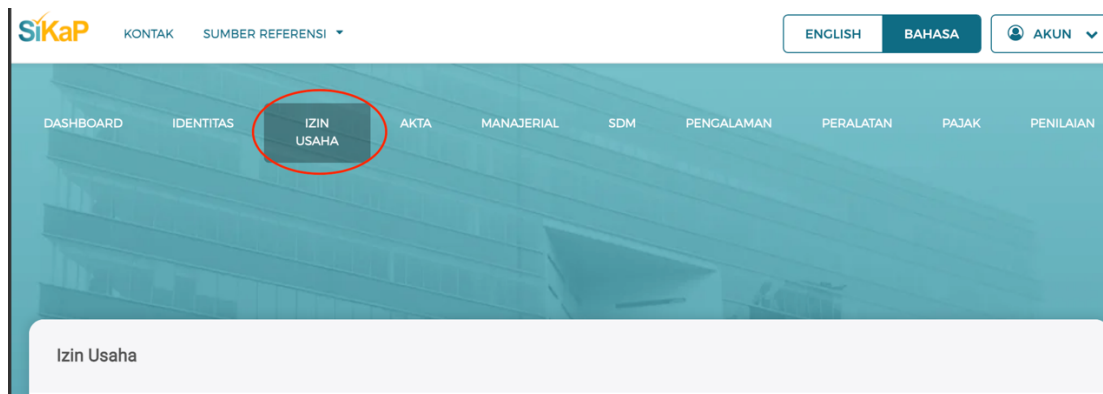 SiKaP KONTAK SUMBER REFERENSI ENGLISH BAHASA AKUN
DASHBOARD IDENTITAS IZIN USAHA AKTA MANAJERIAL SDM PENGALAMAN PERALATAN PAJAK PENILAIAN
Izin Usaha